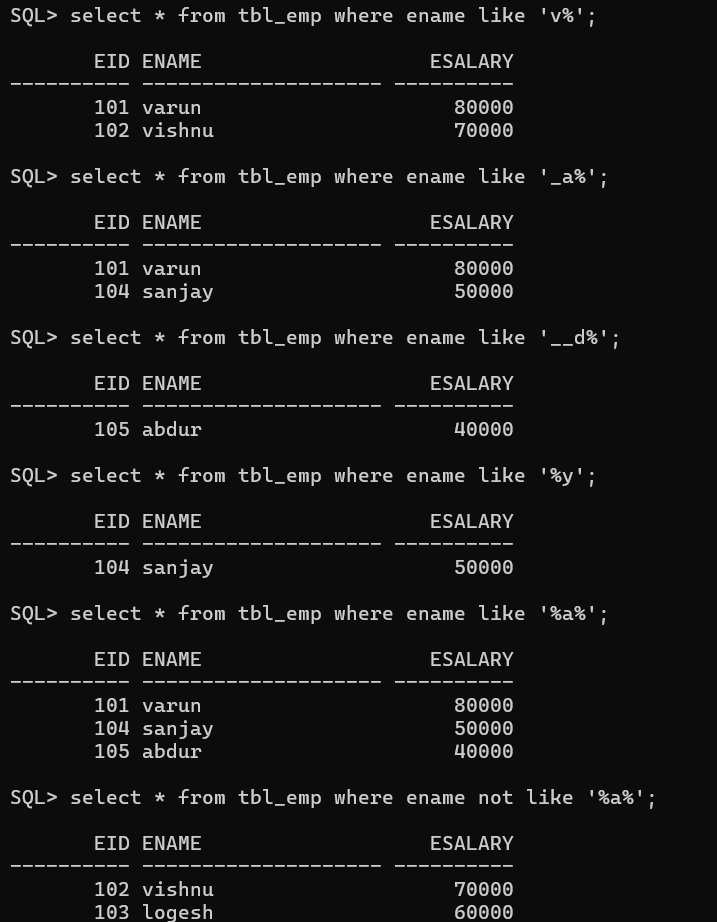 SQL> select * from tbl_emp where ename like 'v%';
EID ENAME ESALARY
---------- -------------------- ----------
101 varun 80000
102 vishnu 70000
SQL> select * from tbl_emp where ename like '_a%';
EID ENAME ESALARY
---------- -------------------- ----------
101 varun 80000
104 sanjay 50000
SQL> select * from tbl_emp where ename like '__d%';
EID ENAME ESALARY
---------- -------------------- ----------
105 abdur 40000
SQL> select * from tbl_emp where ename like '%y';
EID ENAME ESALARY
---------- -------------------- ----------
104 sanjay 50000
SQL> select * from tbl_emp where ename like '%a%';
EID ENAME ESALARY
---------- -------------------- ----------
101 varun 80000
104 sanjay 50000
105 abdur 40000
SQL> select * from tbl_emp where ename not like '%a%';
EID ENAME ESALARY
---------- -------------------- ----------
102 vishnu 70000
103 logesh 60000